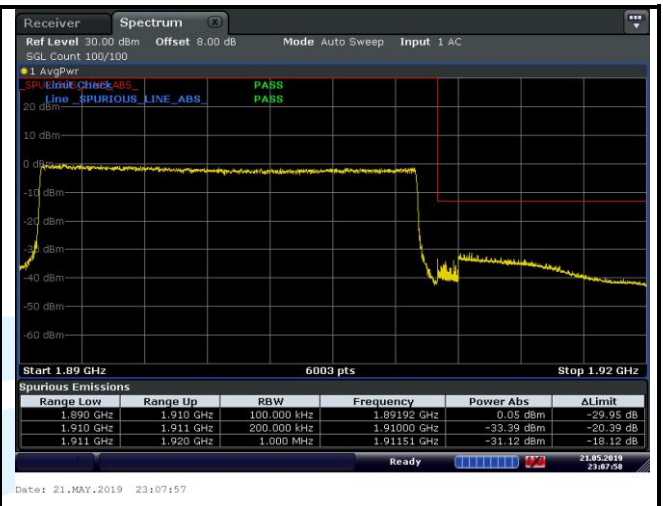 Receiver Spectrum
Ref Level 30.00 dBm Offset 8.00 dB Mode Auto Sweep Input 1 AC
SGL Count 100/100
1 AvgPwr
_SPURIOUS_LINE_ABS_ Limit Check PASS
Line _SPURIOUS_LINE_ABS_ PASS
20 dBm
10 dBm
0 dBm
-10 dBm
-20 dBm
-30 dBm
-40 dBm
-50 dBm
-60 dBm
Start 1.89 GHz 6003 pts Stop 1.92 GHz
Spurious Emissions
Range Low Range Up RBW Frequency Power Abs ΔLimit
1.890 GHz 1.910 GHz 100.000 kHz 1.89192 GHz 0.05 dBm -29.95 dB
1.910 GHz 1.911 GHz 200.000 kHz 1.91000 GHz -33.39 dBm -20.39 dB
1.911 GHz 1.920 GHz 1.000 MHz 1.91151 GHz -31.12 dBm -18.12 dB
Ready 21.05.2019
23:07:58
Date: 21.MAY.2019 23:07:57